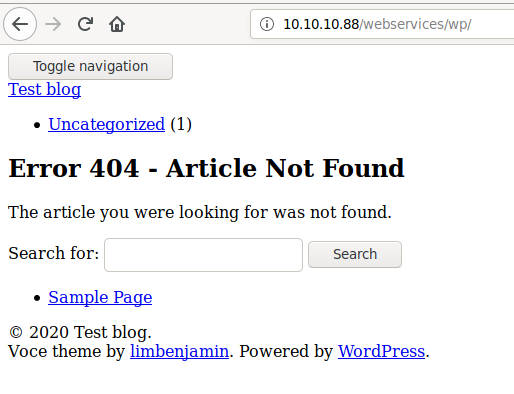 10.10.10.88/webservices/wp/
Toggle navigation
Test blog
Uncategorized (1)
Error 404 - Article Not Found
The article you were looking for was not found.
Search for: Search
Sample Page
© 2020 Test blog.
Voce theme by limbenjamin. Powered by WordPress.